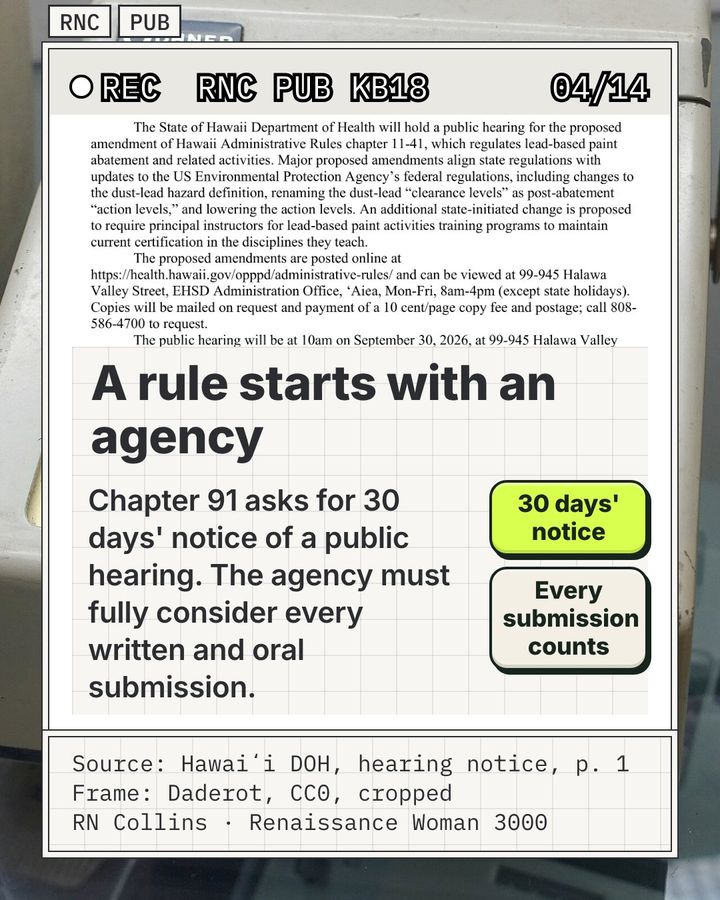 RNC PUB
REC RNC PUB KB18 04/14
The State of Hawaii Department of Health will hold a public hearing for the proposed
amendment of Hawaii Administrative Rules chapter 11-41, which regulates lead-based paint
abatement and related activities. Major proposed amendments align state regulations with
updates to the US Environmental Protection Agency’s federal regulations, including changes to
the dust-lead hazard definition, renaming the dust-lead “clearance levels” as post-abatement
“action levels,” and lowering the action levels. An additional state-initiated change is proposed
to require principal instructors for lead-based paint activities training programs to maintain
current certification in the disciplines they teach.
The proposed amendments are posted online at
https://health.hawaii.gov/opppd/administrative-rules/ and can be viewed at 99-945 Halawa
Valley Street, EHSD Administration Office, ‘Aiea, Mon-Fri, 8am-4pm (except state holidays).
Copies will be mailed on request and payment of a 10 cent/page copy fee and postage; call 808-
586-4700 to request.
The public hearing will be at 10am on September 30, 2026, at 99-945 Halawa Valley
A rule starts with an
agency
Chapter 91 asks for 30
days' notice of a public
hearing. The agency must
fully consider every
written and oral
submission.
30 days'
notice
Every
submission
counts
Source: Hawaiʻi DOH, hearing notice, p. 1
Frame: Daderot, CC0, cropped
RN Collins · Renaissance Woman 3000